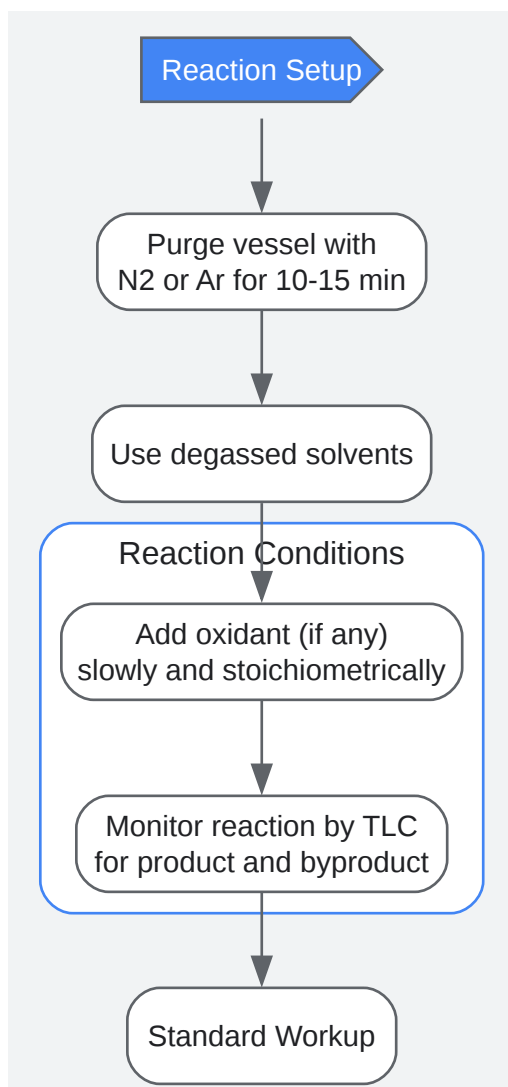 Reaction Setup
Purge vessel with
N2 or Ar for 10-15 min
Use degassed solvents
Reaction Conditions
Add oxidant (if any)
slowly and stoichiometrically
Monitor reaction by TLC
for product and byproduct
Standard Workup